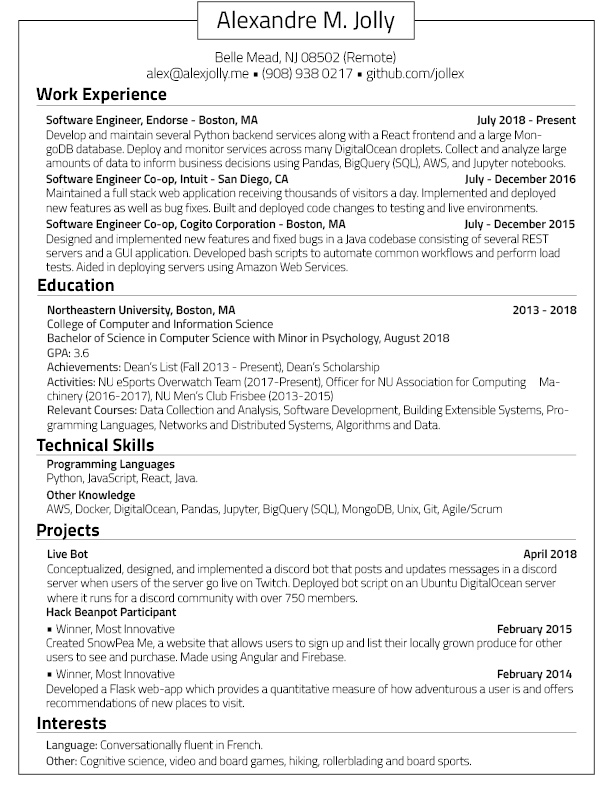 Alexandre M. Jolly
Belle Mead, NJ 08502 (Remote)
alex@alexjolly.me ▪ (908) 938 0217 ▪ github.com/jollex
Work Experience
Software Engineer, Endorse - Boston, MA July 2018 - Present
Develop and maintain several Python backend services along with a React frontend and a large Mon-
goDB database. Deploy and monitor services across many DigitalOcean droplets. Collect and analyze large
amounts of data to inform business decisions using Pandas, BigQuery (SQL), AWS, and Jupyter notebooks.
Software Engineer Co-op, Intuit - San Diego, CA July - December 2016
Maintained a full stack web application receiving thousands of visitors a day. Implemented and deployed
new features as well as bug fixes. Built and deployed code changes to testing and live environments.
Software Engineer Co-op, Cogito Corporation - Boston, MA July - December 2015
Designed and implemented new features and fixed bugs in a Java codebase consisting of several REST
servers and a GUI application. Developed bash scripts to automate common workflows and perform load
tests. Aided in deploying servers using Amazon Web Services.
Education
Northeastern University, Boston, MA 2013 - 2018
College of Computer and Information Science
Bachelor of Science in Computer Science with Minor in Psychology, August 2018
GPA: 3.6
Achievements: Dean's List (Fall 2013 - Present), Dean's Scholarship
Activities: NU eSports Overwatch Team (2017-Present), Officer for NU Association for Computing Ma-
chinery (2016-2017), NU Men's Club Frisbee (2013-2015)
Relevant Courses: Data Collection and Analysis, Software Development, Building Extensible Systems, Pro-
gramming Languages, Networks and Distributed Systems, Algorithms and Data.
Technical Skills
Programming Languages
Python, JavaScript, React, Java.
Other Knowledge
AWS, Docker, DigitalOcean, Pandas, Jupyter, BigQuery (SQL), MongoDB, Unix, Git, Agile/Scrum
Projects
Live Bot April 2018
Conceptualized, designed, and implemented a discord bot that posts and updates messages in a discord
server when users of the server go live on Twitch. Deployed bot script on an Ubuntu DigitalOcean server
where it runs for a discord community with over 750 members.
Hack Beanpot Participant
▪ Winner, Most Innovative February 2015
Created SnowPea Me, a website that allows users to sign up and list their locally grown produce for other
users to see and purchase. Made using Angular and Firebase.
▪ Winner, Most Innovative February 2014
Developed a Flask web-app which provides a quantitative measure of how adventurous a user is and offers
recommendations of new places to visit.
Interests
Language: Conversationally fluent in French.
Other: Cognitive science, video and board games, hiking, rollerblading and board sports.